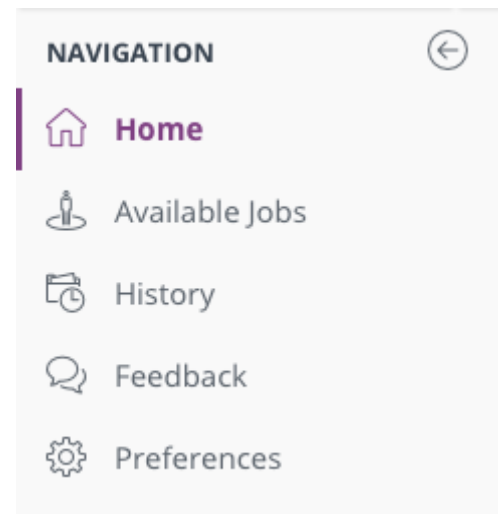 NAVIGATION
Home
Available Jobs
History
Feedback
Preferences